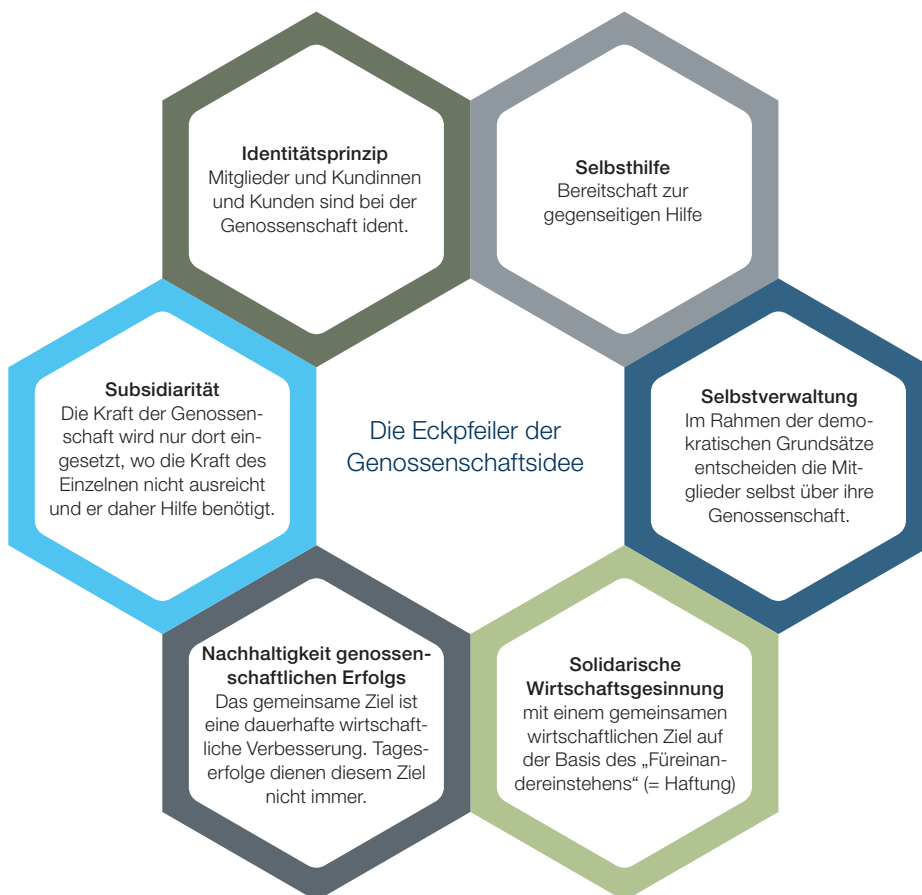 Identitätsprinzip
Mitglieder und Kundinnen
und Kunden sind bei der
Genossenschaft ident.
Selbsthilfe
Bereitschaft zur
gegenseitigen Hilfe
Subsidiarität
Die Kraft der Genossen-
schaft wird nur dort ein-
gesetzt, wo die Kraft des
Einzelnen nicht ausreicht
und er daher Hilfe benötigt.
Die Eckpfeiler der
Genossenschaftsidee
Selbstverwaltung
Im Rahmen der demo-
kratischen Grundsätze
entscheiden die Mit-
glieder selbst über ihre
Genossenschaft.
Nachhaltigkeit genossen-
schaftlichen Erfolgs
Das gemeinsame Ziel ist
eine dauerhafte wirtschaft-
liche Verbesserung. Tages-
erfolge dienen diesem Ziel
nicht immer.
Solidarische
Wirtschaftsgesinnung
mit einem gemeinsamen
wirtschaftlichen Ziel auf
der Basis des „Füreinan-
dereinstehens“ (= Haftung)